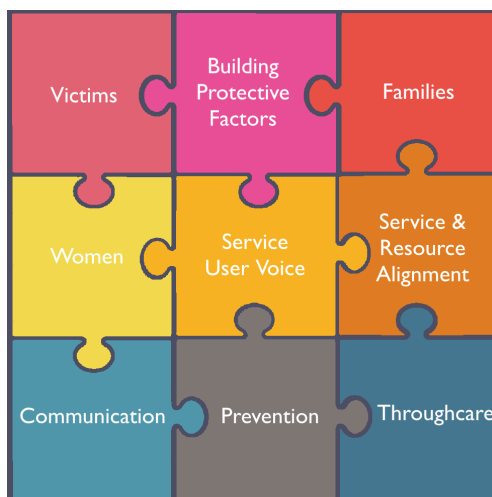 Victims
Building
Protective
Factors
Families
Women
Service
User Voice
Service &
Resource
Alignment
Communication
Prevention
Throughcare